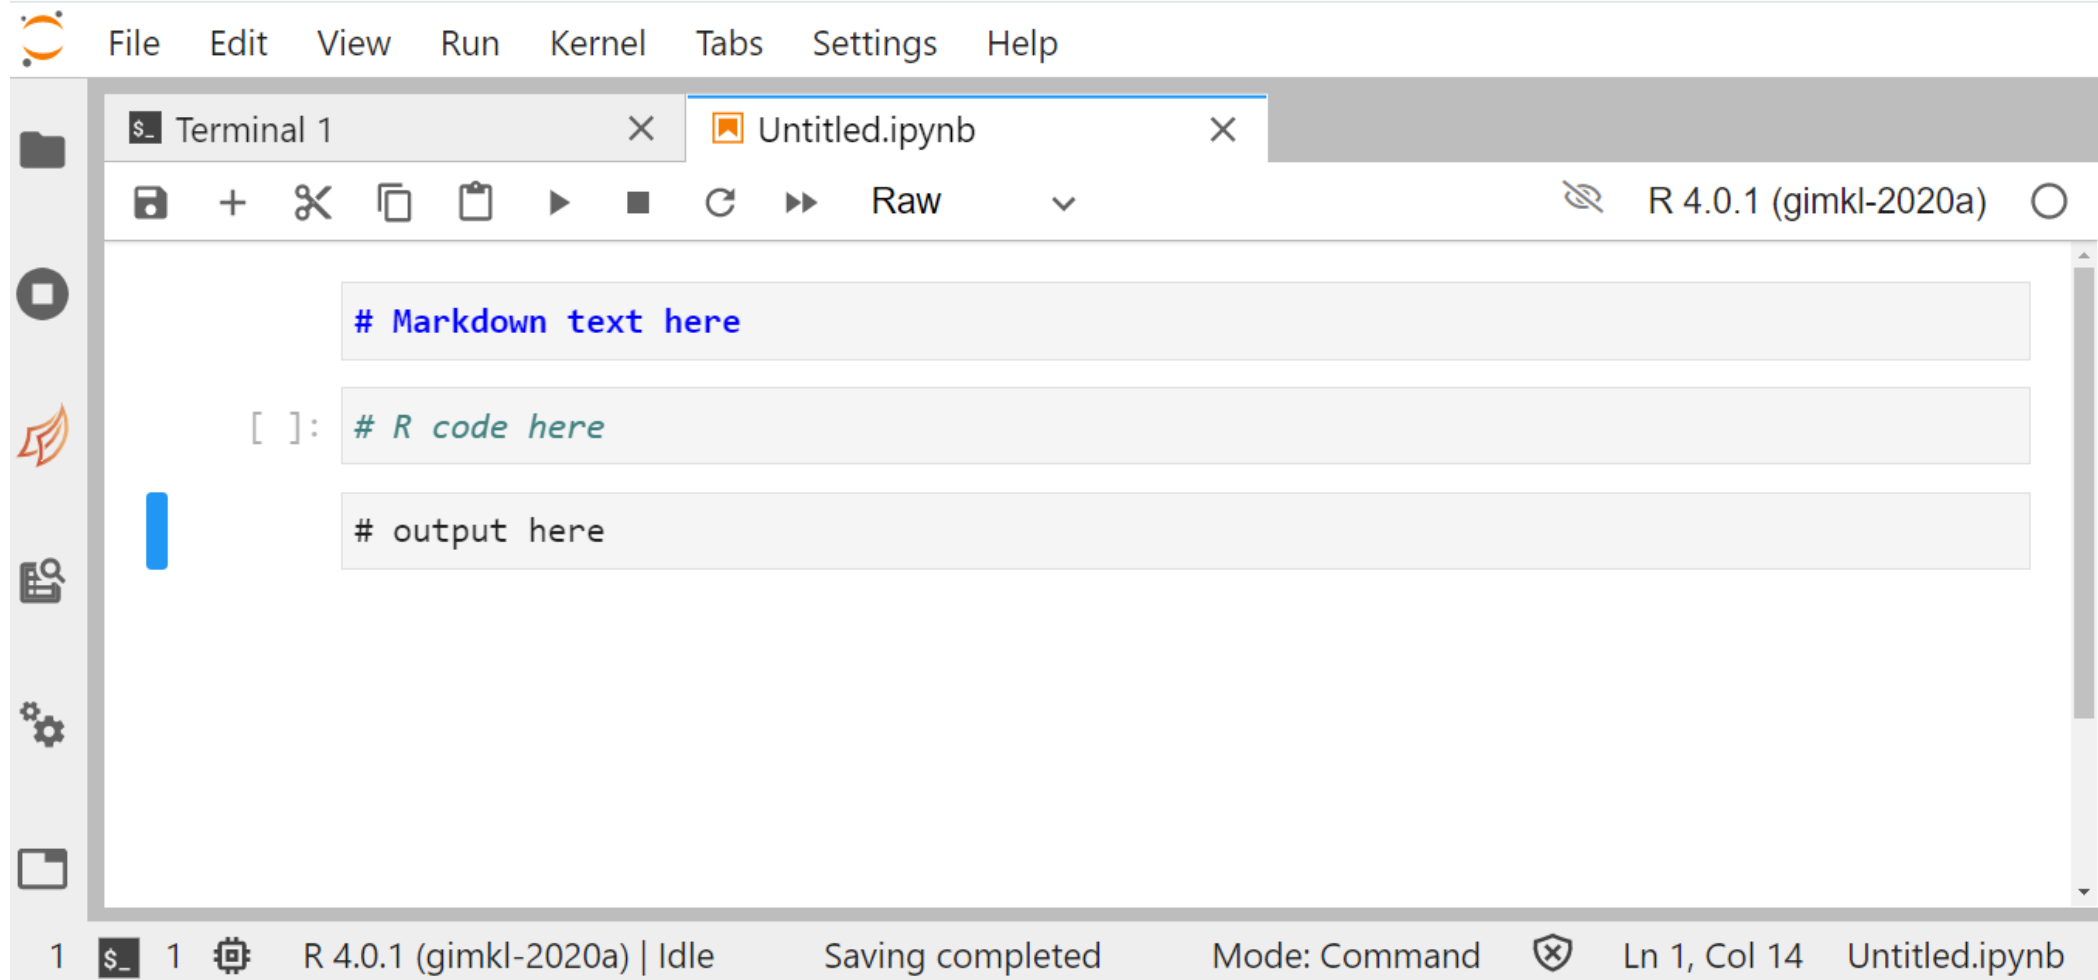 File Edit View Run Kernel Tabs Settings Help
$_ Terminal 1 Untitled.ipynb
Raw R 4.0.1 (gimkl-2020a)
# Markdown text here
[ ]: # R code here
# output here
1 $_ 1 R 4.0.1 (gimkl-2020a) | Idle Saving completed Mode: Command Ln 1, Col 14 Untitled.ipynb